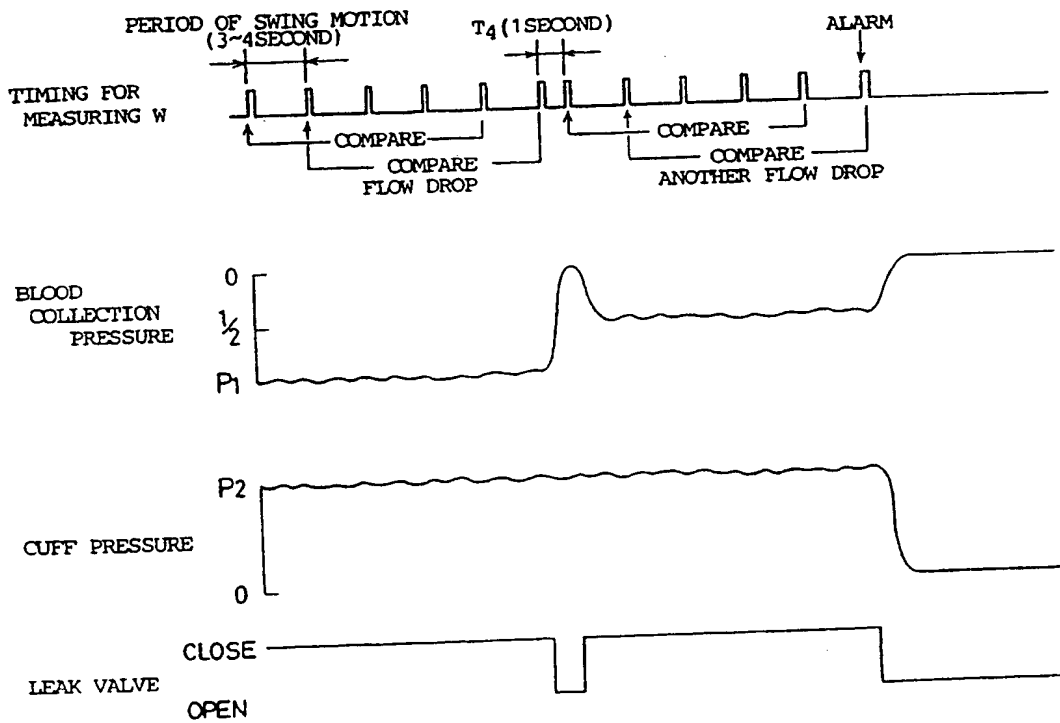 PERIOD OF SWING MOTION
(3~4SECOND)
T4 (1SECOND)
ALARM
TIMING FOR
MEASURING W
COMPARE
COMPARE
FLOW DROP
COMPARE
COMPARE
ANOTHER FLOW DROP
BLOOD
COLLECTION
PRESSURE
0
1/2
P1
P2
CUFF PRESSURE
0
CLOSE
LEAK VALVE
OPEN